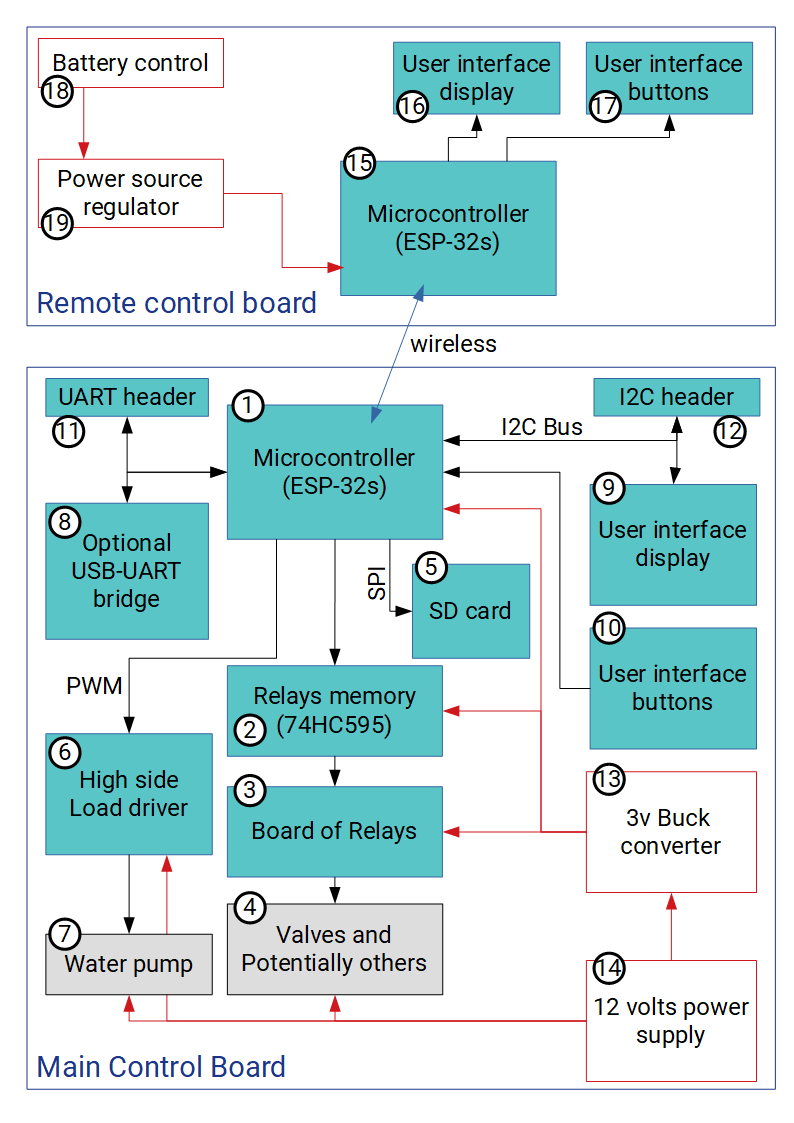 Battery control
18
Power source
regulator
19
User interface
display
16
User interface
buttons
17
15
Microcontroller
(ESP-32s)
Remote control board
wireless
UART header
11
1
Microcontroller
(ESP-32s)
I2C Bus
I2C header
12
8
Optional
USB-UART
bridge
9
User interface
display
SPI
5
SD card
10
User interface
buttons
PWM
Relays memory
(74HC595)
2
6
High side
Load driver
3
Board of Relays
13
3v Buck
converter
7
Water pump
4
Valves and
Potentially others
14
12 volts power
supply
Main Control Board